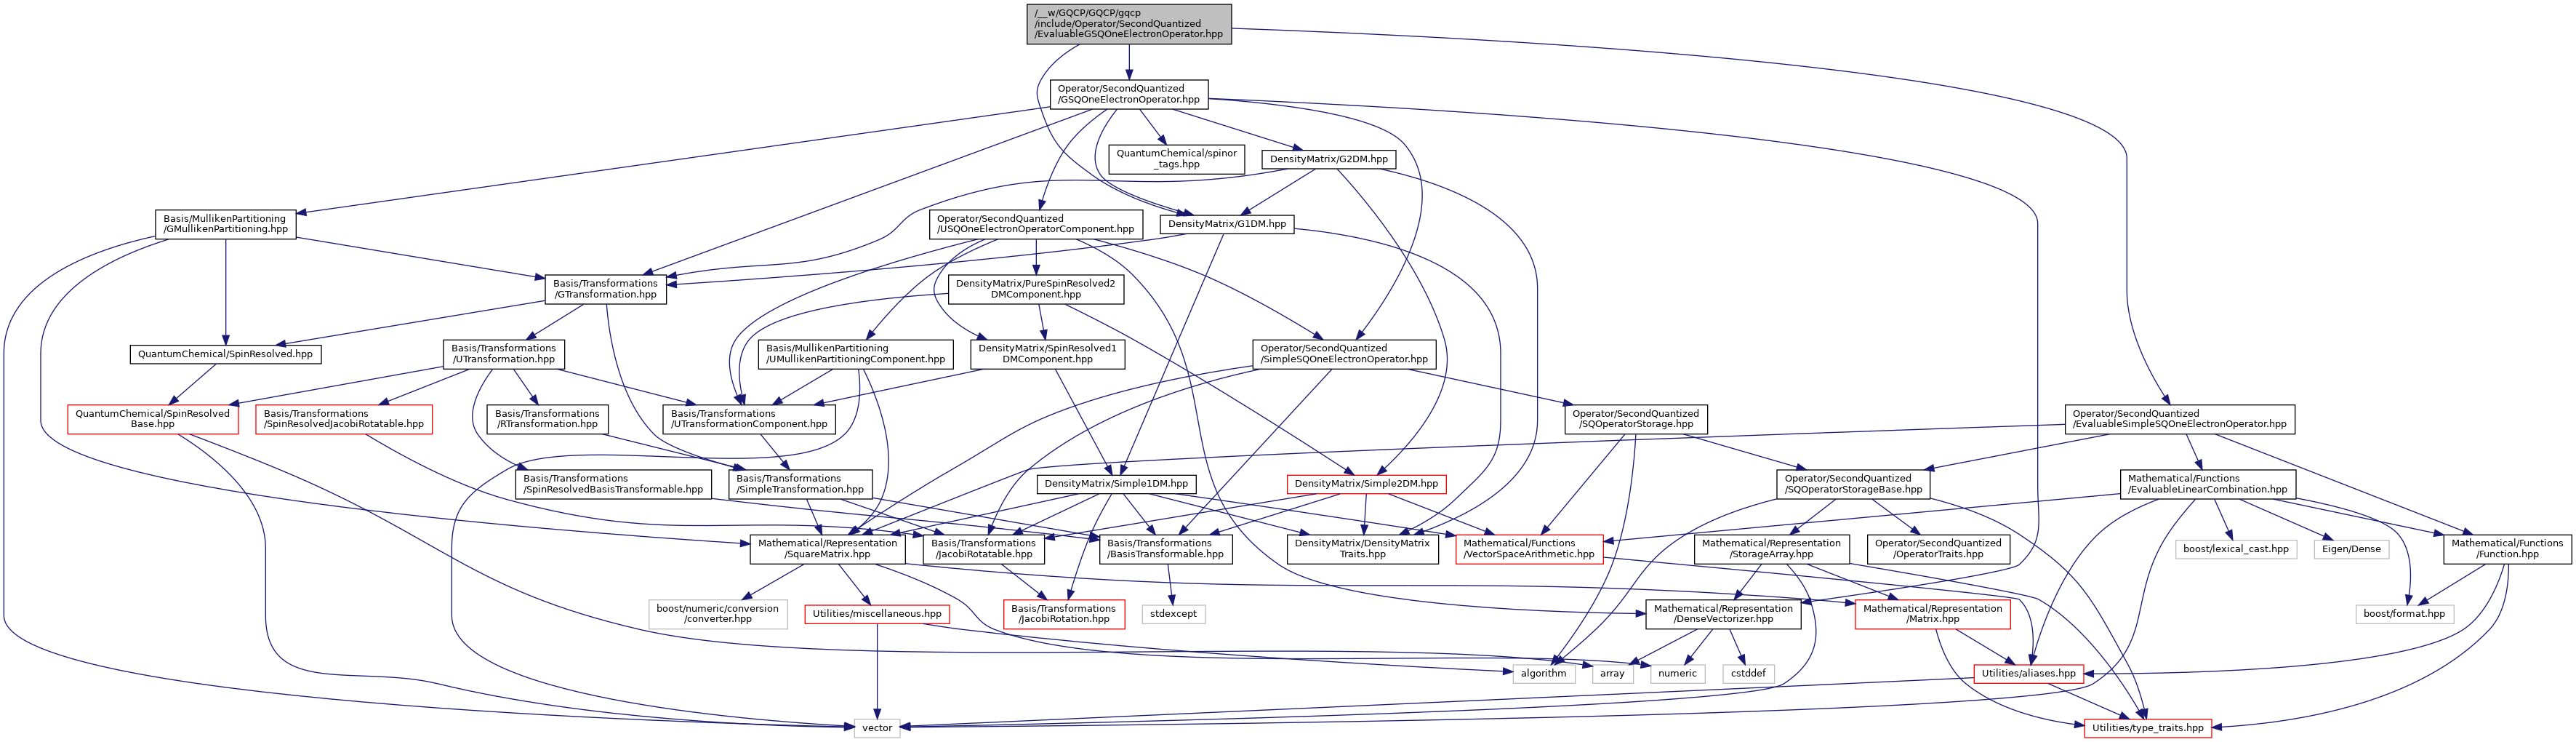 /__w/GQCP/GQCP/gqcp
/include/Operator/SecondQuantized
/EvaluableGSQOneElectronOperator.hpp
Operator/SecondQuantized
/GSQOneElectronOperator.hpp
QuantumChemical/spinor
_tags.hpp
DensityMatrix/G2DM.hpp
Basis/MullikenPartitioning
/GMullikenPartitioning.hpp
Operator/SecondQuantized
/USQOneElectronOperatorComponent.hpp
DensityMatrix/G1DM.hpp
Basis/Transformations
/GTransformation.hpp
DensityMatrix/PureSpinResolved2
DMComponent.hpp
QuantumChemical/SpinResolved.hpp
Basis/Transformations
/UTransformation.hpp
Basis/MullikenPartitioning
/UMullikenPartitioningComponent.hpp
DensityMatrix/SpinResolved1
DMComponent.hpp
Operator/SecondQuantized
/SimpleSQOneElectronOperator.hpp
QuantumChemical/SpinResolved
Base.hpp
Basis/Transformations
/SpinResolvedJacobiRotatable.hpp
Basis/Transformations
/RTransformation.hpp
Basis/Transformations
/UTransformationComponent.hpp
Operator/SecondQuantized
/SQOperatorStorage.hpp
Operator/SecondQuantized
/EvaluableSimpleSQOneElectronOperator.hpp
Basis/Transformations
/SpinResolvedBasisTransformable.hpp
Basis/Transformations
/SimpleTransformation.hpp
DensityMatrix/Simple1DM.hpp
DensityMatrix/Simple2DM.hpp
Operator/SecondQuantized
/SQOperatorStorageBase.hpp
Mathematical/Functions
/EvaluableLinearCombination.hpp
Mathematical/Representation
/SquareMatrix.hpp
Basis/Transformations
/JacobiRotatable.hpp
Basis/Transformations
/BasisTransformable.hpp
DensityMatrix/DensityMatrix
Traits.hpp
Mathematical/Functions
/VectorSpaceArithmetic.hpp
Mathematical/Representation
/StorageArray.hpp
Operator/SecondQuantized
/OperatorTraits.hpp
boost/lexical_cast.hpp
Eigen/Dense
Mathematical/Functions
/Function.hpp
boost/numeric/conversion
/converter.hpp
Utilities/miscellaneous.hpp
Basis/Transformations
/JacobiRotation.hpp
stdexcept
Mathematical/Representation
/DenseVectorizer.hpp
Mathematical/Representation
/Matrix.hpp
boost/format.hpp
algorithm
array
numeric
cstddef
Utilities/aliases.hpp
vector
Utilities/type_traits.hpp